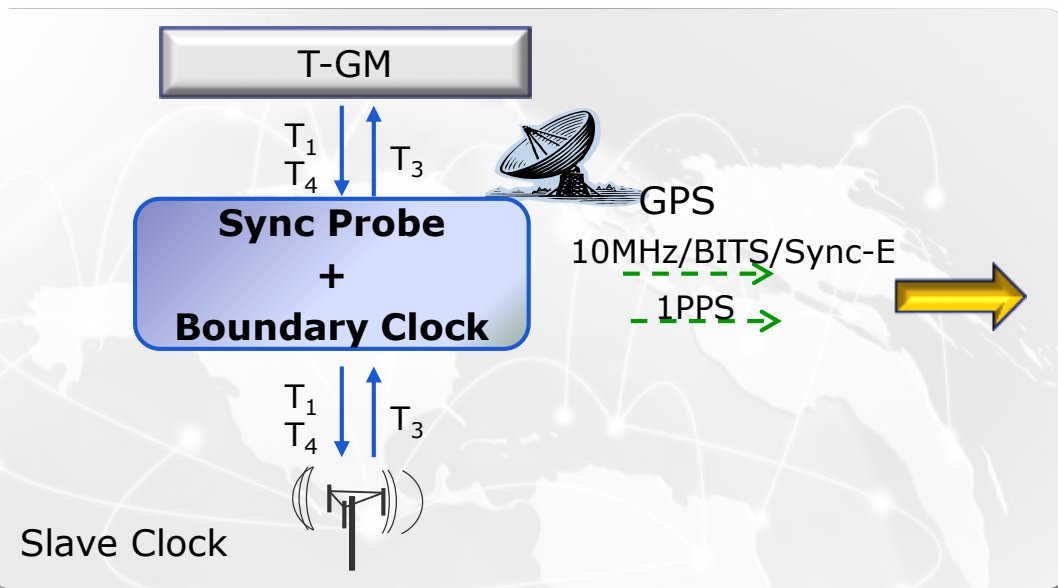 T-GM
T₁
T₄
T₃
GPS
Sync Probe
+
Boundary Clock
10MHz/BITS/Sync-E
1PPS
T₁
T₄
T₃
Slave Clock